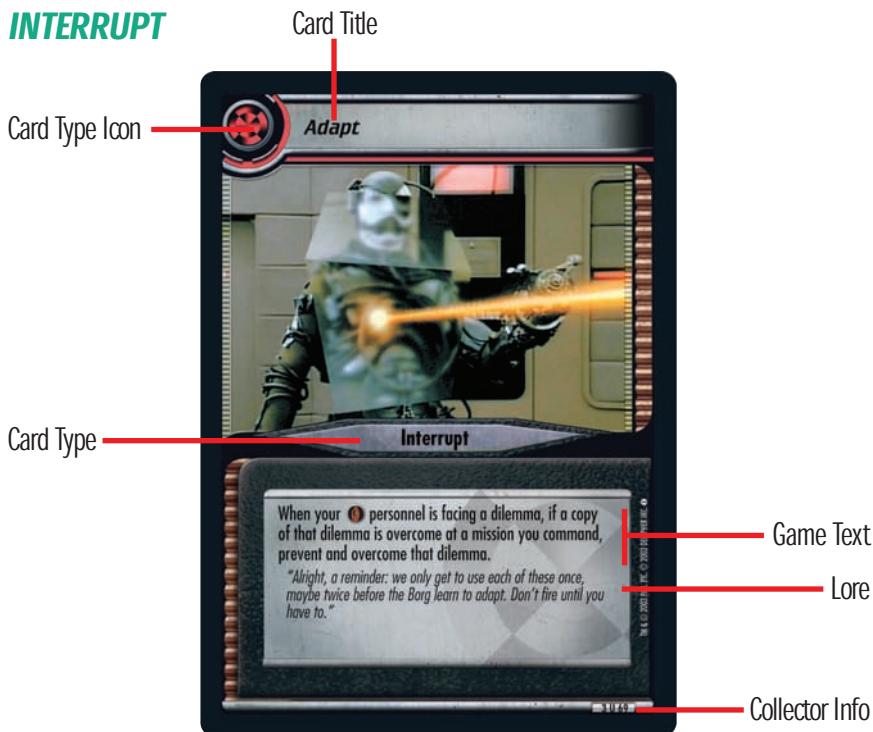 INTERRUPT
Card Title
Card Type Icon
Adapt
Card Type
Interrupt
When your personnel is facing a dilemma, if a copy
of that dilemma is overcome at a mission you command,
prevent and overcome that dilemma.
"Alright, a reminder: we only get to use each of these once,
maybe twice before the Borg learn to adapt. Don't fire until you
have to."
Game Text
Lore
3 U 69
Collector Info